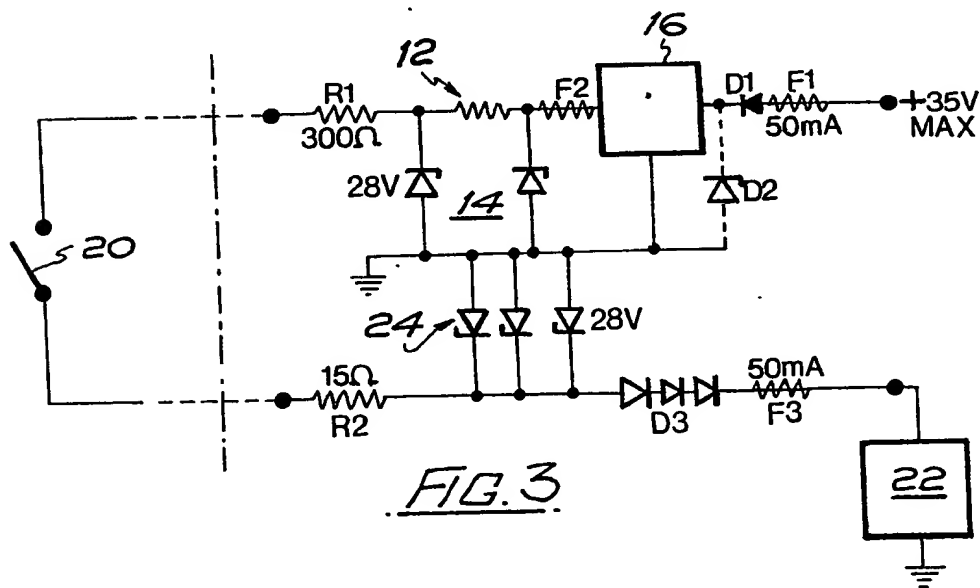 16
12
R1
300Ω
F2
D1
F1
50mA
+35V
MAX
28V
14
D2
20
24
28V
15Ω
R2
D3
50mA
F3
22
FIG. 3